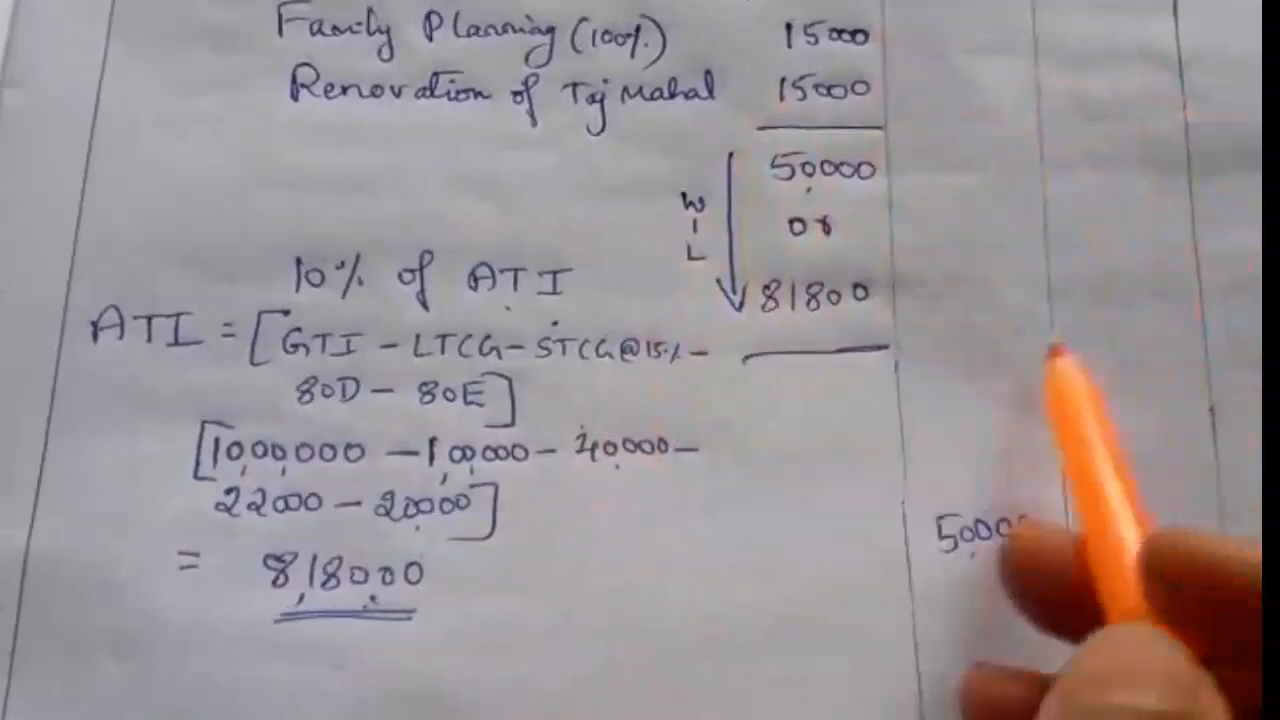 Family Planning (100%) 15000
Renovation of Taj Mahal 15000
50000
W-L or
10% of ATI 81800
ATI = [GTI - LTCG - STCG@15% -
80D - 80E]
[10,00,000 - 1,00,000 - 40,000 -
22000 - 20,000]
= 8,18,000